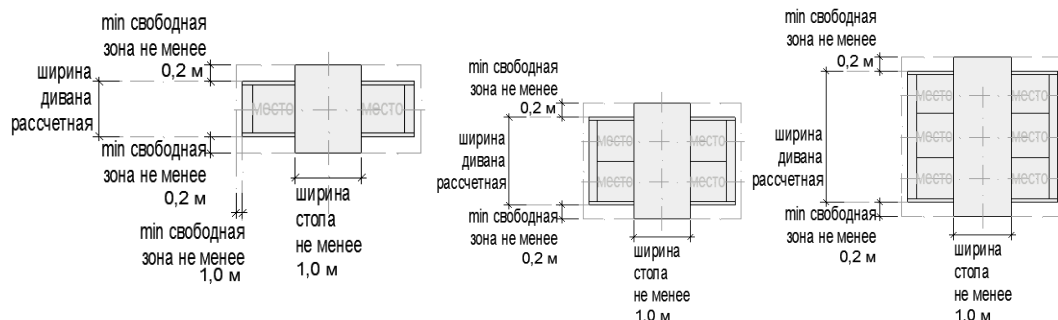 min свободная
зона не менее
0,2 м
ширина
дивана
рассчетная
место
место
min свободная
зона не менее
0,2 м
min свободная
зона не менее
1,0 м
ширина
стопа
не менее
1,0 м
min свободная
зона не менее
0,2 м
ширина
дивана
рассчетная
место
место
место
место
min свободная
зона не менее
0,2 м
ширина
стопа
не менее
1,0 м
min свободная
зона не менее
0,2 м
ширина
дивана
рассчетная
место
место
место
место
место
место
min свободная
зона не менее
0,2 м
ширина
стопа
не менее
1,0 м